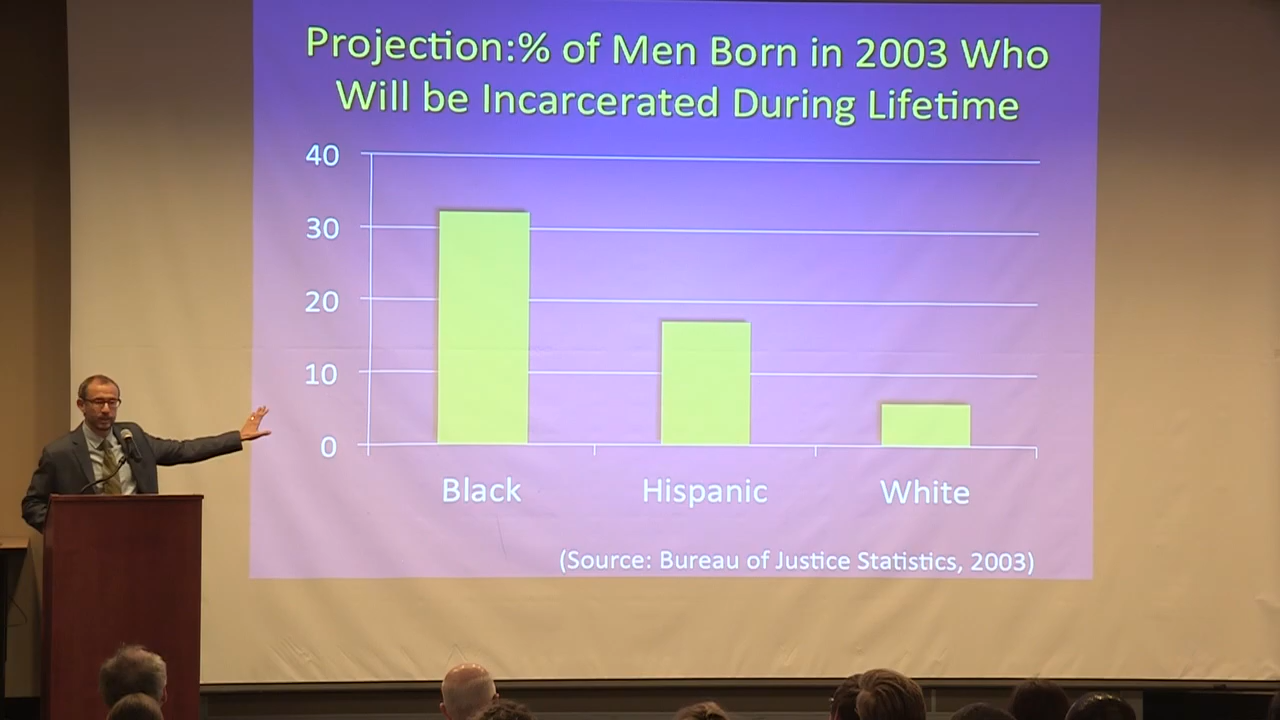 Projection:% of Men Born in 2003 Who
Will be Incarcerated During Lifetime
40
30
20
10
0
Black Hispanic White
(Source: Bureau of Justice Statistics, 2003)